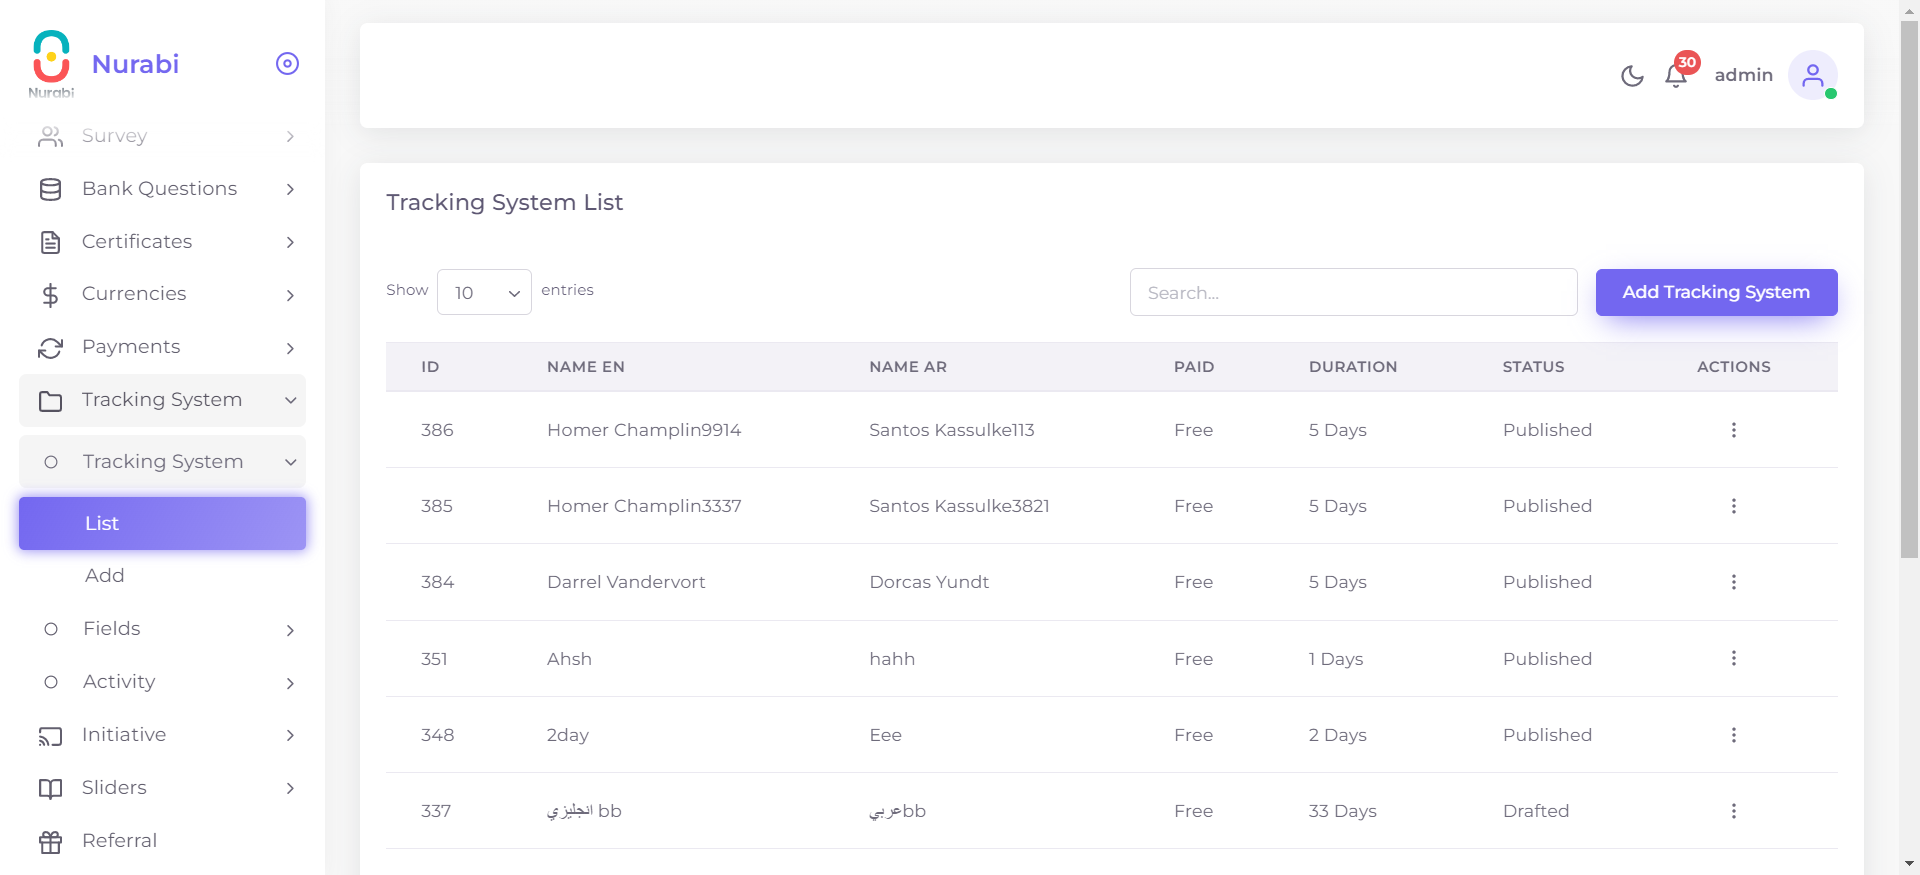 Nurabi
Nurabi
Survey
Bank Questions
Certificates
Currencies
Payments
Tracking System
Tracking System
List
Add
Fields
Activity
Initiative
Sliders
Referral
30
admin
Tracking System List
Show 10 entries
Search...
Add Tracking System
ID NAME EN NAME AR PAID DURATION STATUS ACTIONS
386 Homer Champlin9914 Santos Kassulke113 Free 5 Days Published
385 Homer Champlin3337 Santos Kassulke3821 Free 5 Days Published
384 Darrel Vandervort Dorcas Yundt Free 5 Days Published
351 Ahsh hahh Free 1 Days Published
348 2day Eee Free 2 Days Published
337 انجليزي bb عربيbb Free 33 Days Drafted